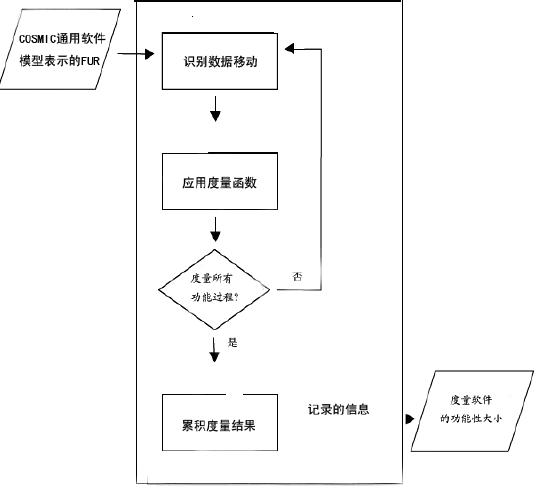 COSMIC通用软件
模型表示的FUR
识别数据移动
应用度量函数
度量所有
功能过程?
否
是
累积度量结果
记录的信息
度量软件
的功能性大小